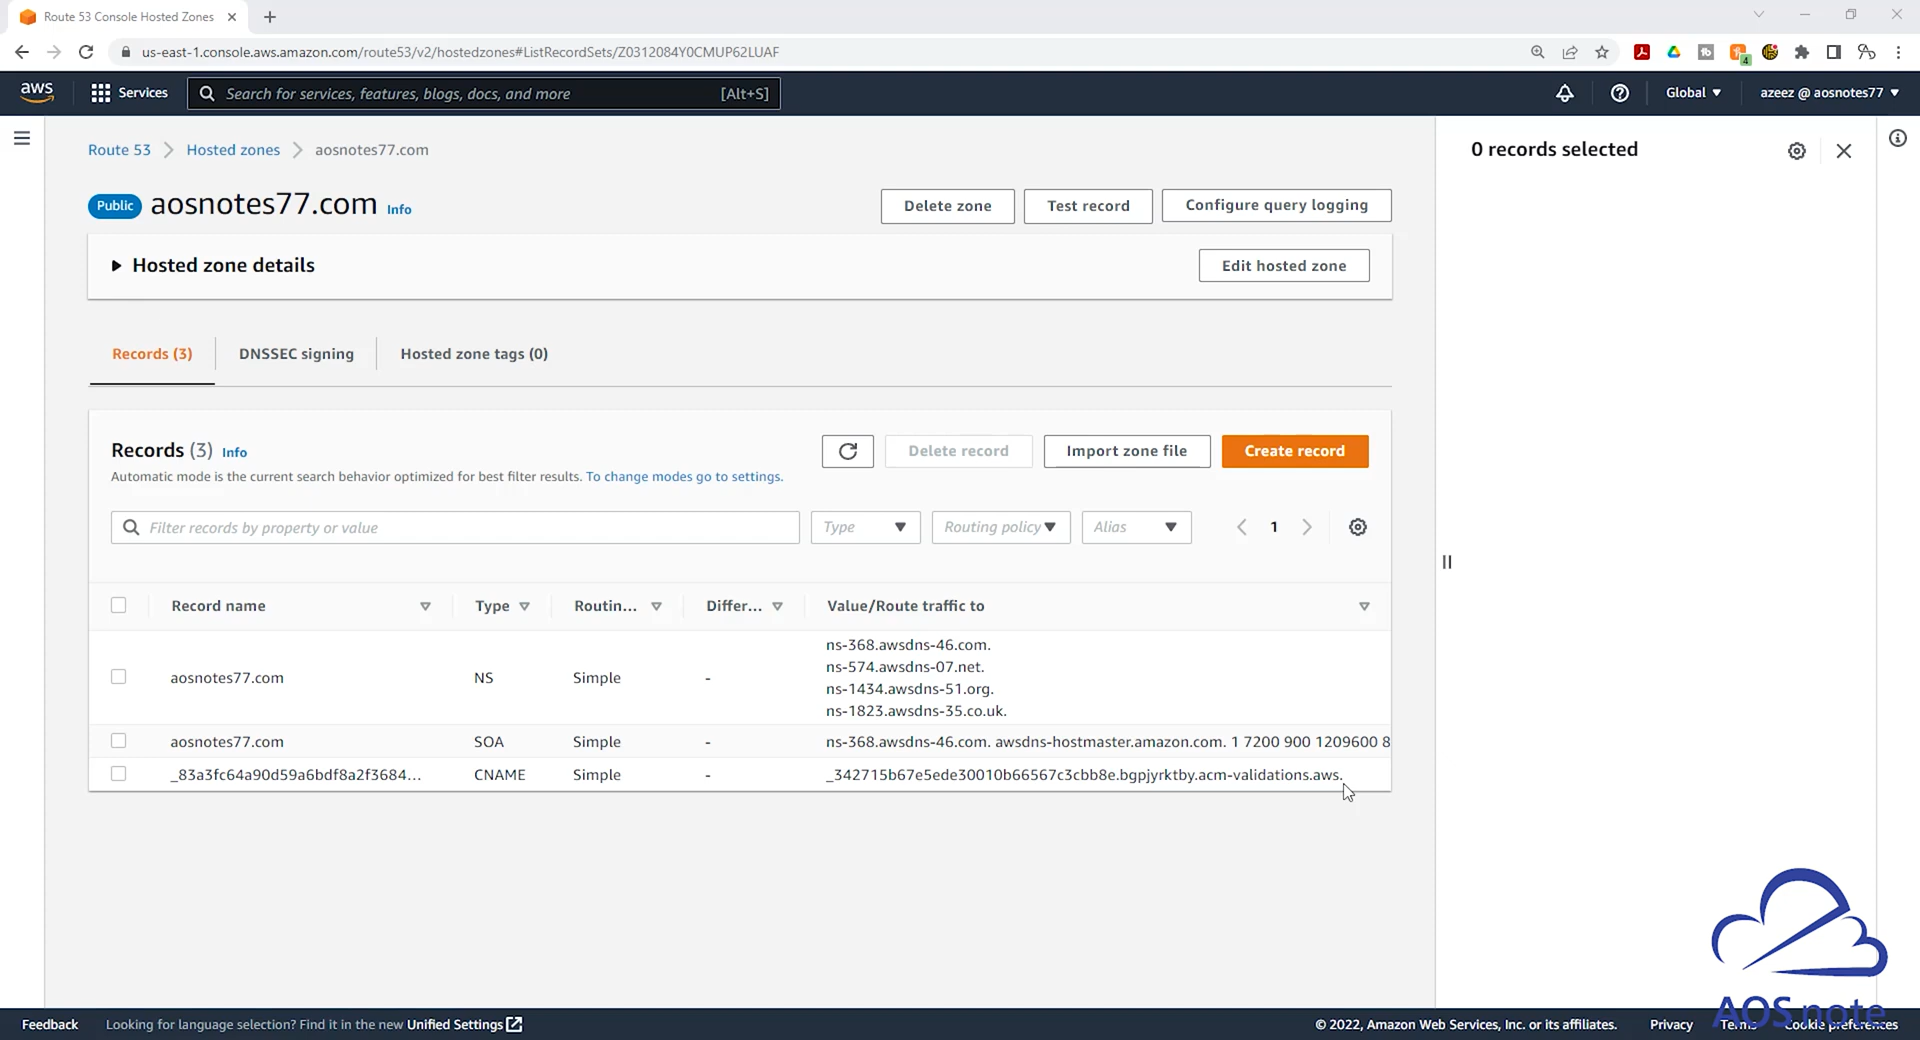 Route 53 Console Hosted Zones
us-east-1.console.aws.amazon.com/route53/v2/hostedzones#ListRecordSets/Z0312084Y0CMUP62LUAF
4
aws
Services
Search for services, features, blogs, docs, and more
[Alt+S]
Global
azeez @ aosnotes77
Route 53
Hosted zones
aosnotes77.com
0 records selected
Public
aosnotes77.com
Info
Delete zone
Test record
Configure query logging
Hosted zone details
Edit hosted zone
Records (3)
DNSSEC signing
Hosted zone tags (0)
Records (3)
Info
Delete record
Import zone file
Create record
Automatic mode is the current search behavior optimized for best filter results. To change modes go to settings.
Filter records by property or value
Type
Routing policy
Alias
1
Record name
Type
Routin...
Differ...
Value/Route traffic to
aosnotes77.com
NS
Simple
-
ns-368.awsdns-46.com.
ns-574.awsdns-07.net.
ns-1434.awsdns-51.org.
ns-1823.awsdns-35.co.uk.
aosnotes77.com
SOA
Simple
-
ns-368.awsdns-46.com. awsdns-hostmaster.amazon.com. 1 7200 900 1209600 8
_83a3fc64a90d59a6bdf8a2f3684...
CNAME
Simple
-
_342715b67e5ede30010b66567c3cbb8e.bgpjyrktby.acm-validations.aws.
AOS note
Feedback
Looking for language selection? Find it in the new Unified Settings
© 2022, Amazon Web Services, Inc. or its affiliates.
Privacy
Terms
Cookie preferences